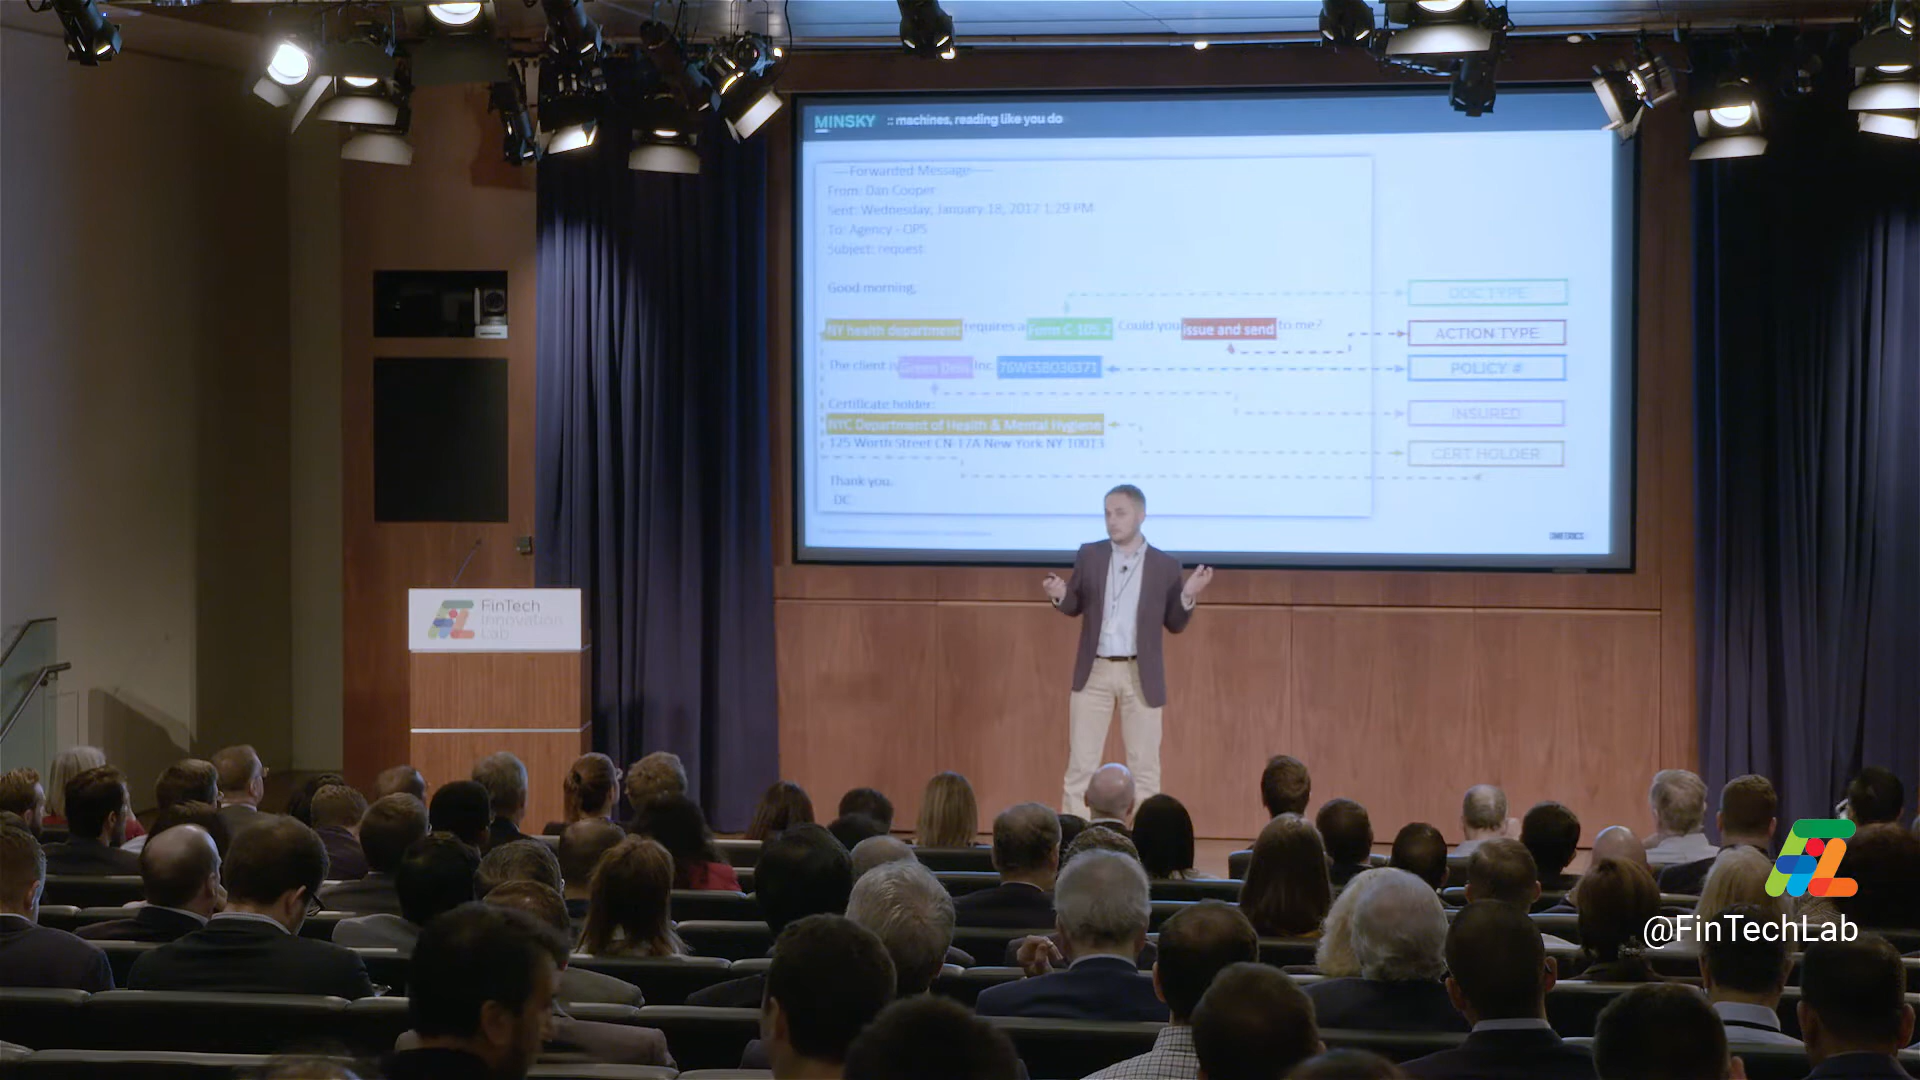 MINSKY :: machines, reading like you do
-----Forwarded Message-----
From: Dan Cooper
Sent: Wednesday, January 18, 2017 1:29 PM
To: Agency - OPS
Subject: request
Good morning,
NY health department requires a Form C-105.2. Could you issue and send to me?
The client is Green Desk Inc. 76WESBO36371
Certificate holder:
NYC Department of Health & Mental Hygiene
125 Worth Street CN-17A New York NY 10013
Thank you,
DC
DOC TYPE
ACTION TYPE
POLICY #
INSURED
CERT HOLDER
FinTech
Innovation
Lab
@FinTechLab